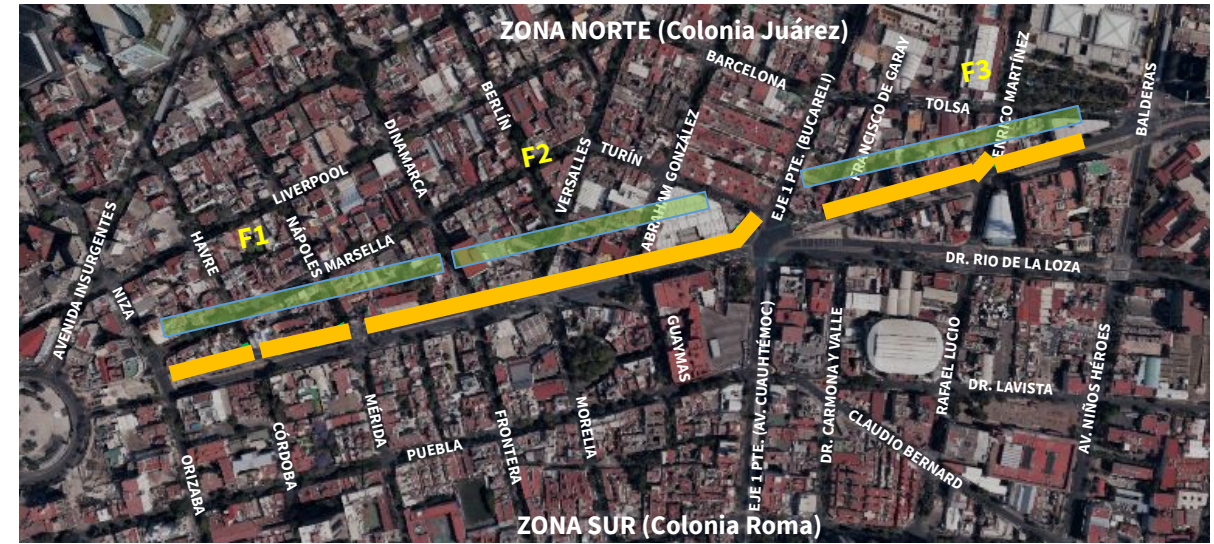 ZONA NORTE (Colonia Juárez)
BARCELONA
FRANCISCO DE GARAY
F3
ENRICO MARTÍNEZ
TOLSA
BALDERAS
BERLÍN
DINAMARCA
F2
TURÍN
VERSALLES
ABRAHAM GONZÁLEZ
EJE 1 PTE. (BUCARELI)
LIVERPOOL
AVENIDA INSURGENTES
HAVRE
F1
NÁPOLES
MARSELLA
NIZA
DR. RIO DE LA LOZA
GUAYMAS
EJE 1 PTE. (AV. CUAUHTÉMOC)
DR. CARMONA Y VALLE
RAFAEL LUCIO
DR. LAVISTA
AV. NIÑOS HÉROES
MÉRIDA
CÓRDOBA
ORIZABA
PUEBLA
FRONTERA
MORELIA
CLAUDIO BERNARD
ZONA SUR (Colonia Roma)